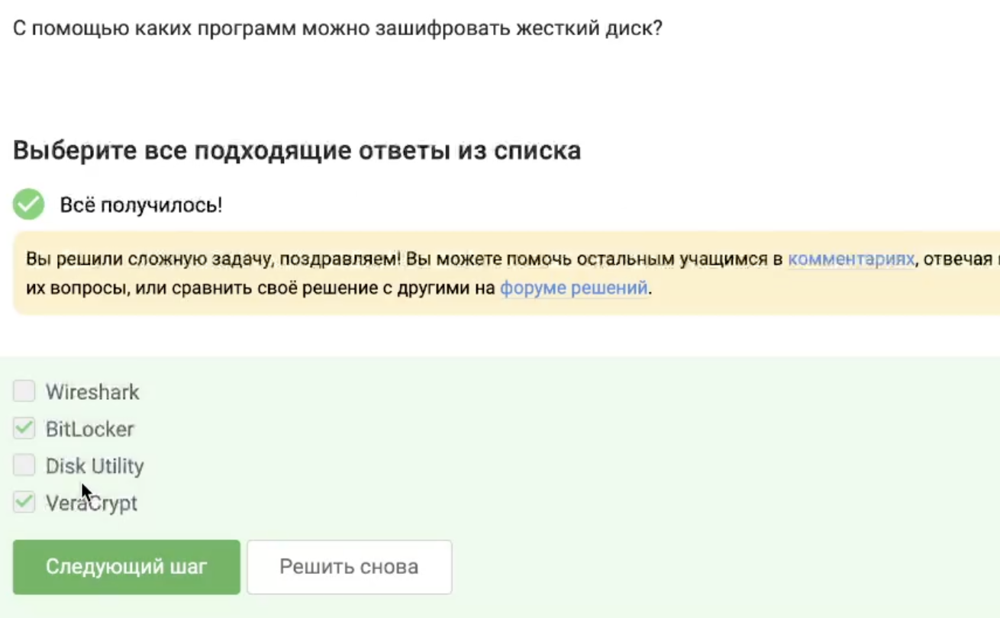 С помощью каких программ можно зашифровать жесткий диск?
Выберите все подходящие ответы из списка
Всё получилось!
Вы решили сложную задачу, поздравляем! Вы можете помочь остальным учащимся в комментариях, отвечая
их вопросы, или сравнить своё решение с другими на форуме решений.
Wireshark
BitLocker
Disk Utility
VeraCrypt
Следующий шаг
Решить снова